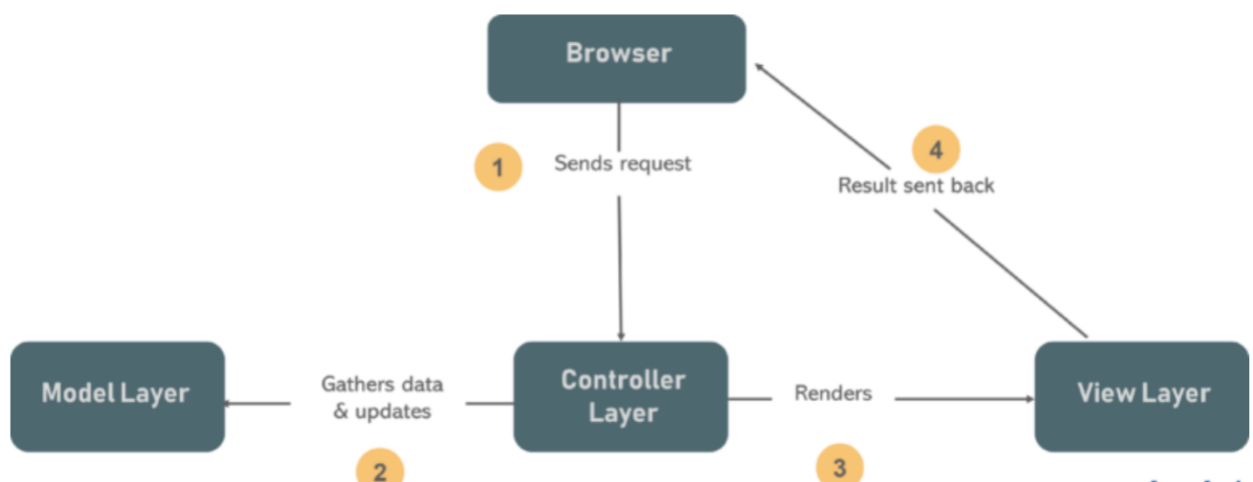 Browser
1
Sends request
4
Result sent back
Model Layer
Gathers data
& updates
2
Controller
Layer
Renders
3
View Layer